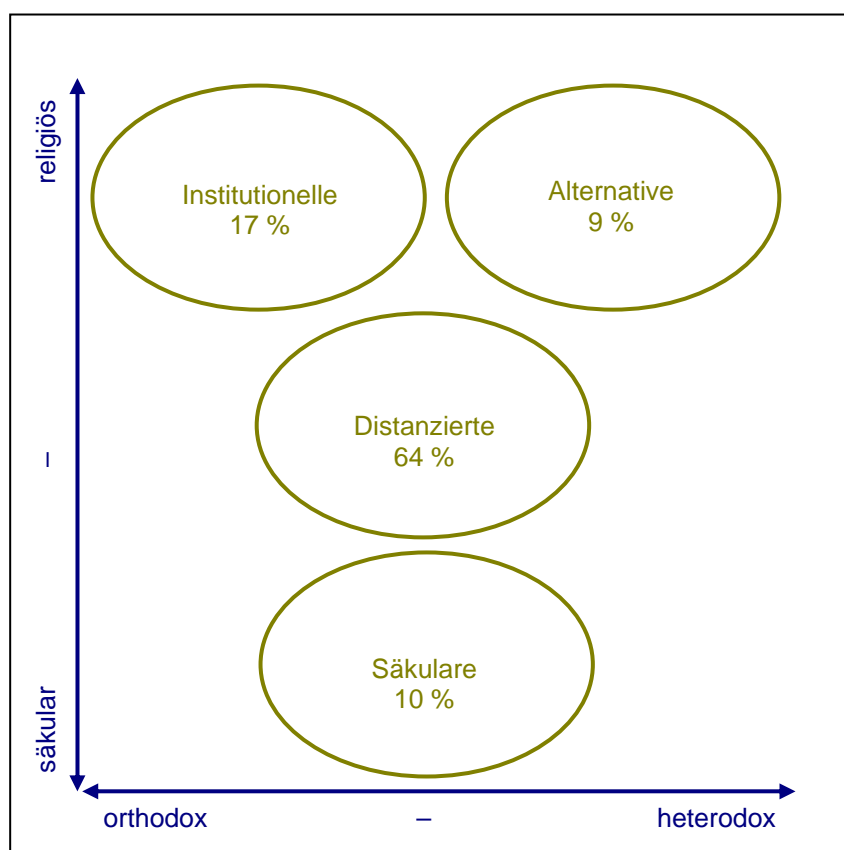 religiös
–
säkular
Institutionelle
17 %
Alternative
9 %
Distanzierte
64 %
Säkulare
10 %
orthodox – heterodox